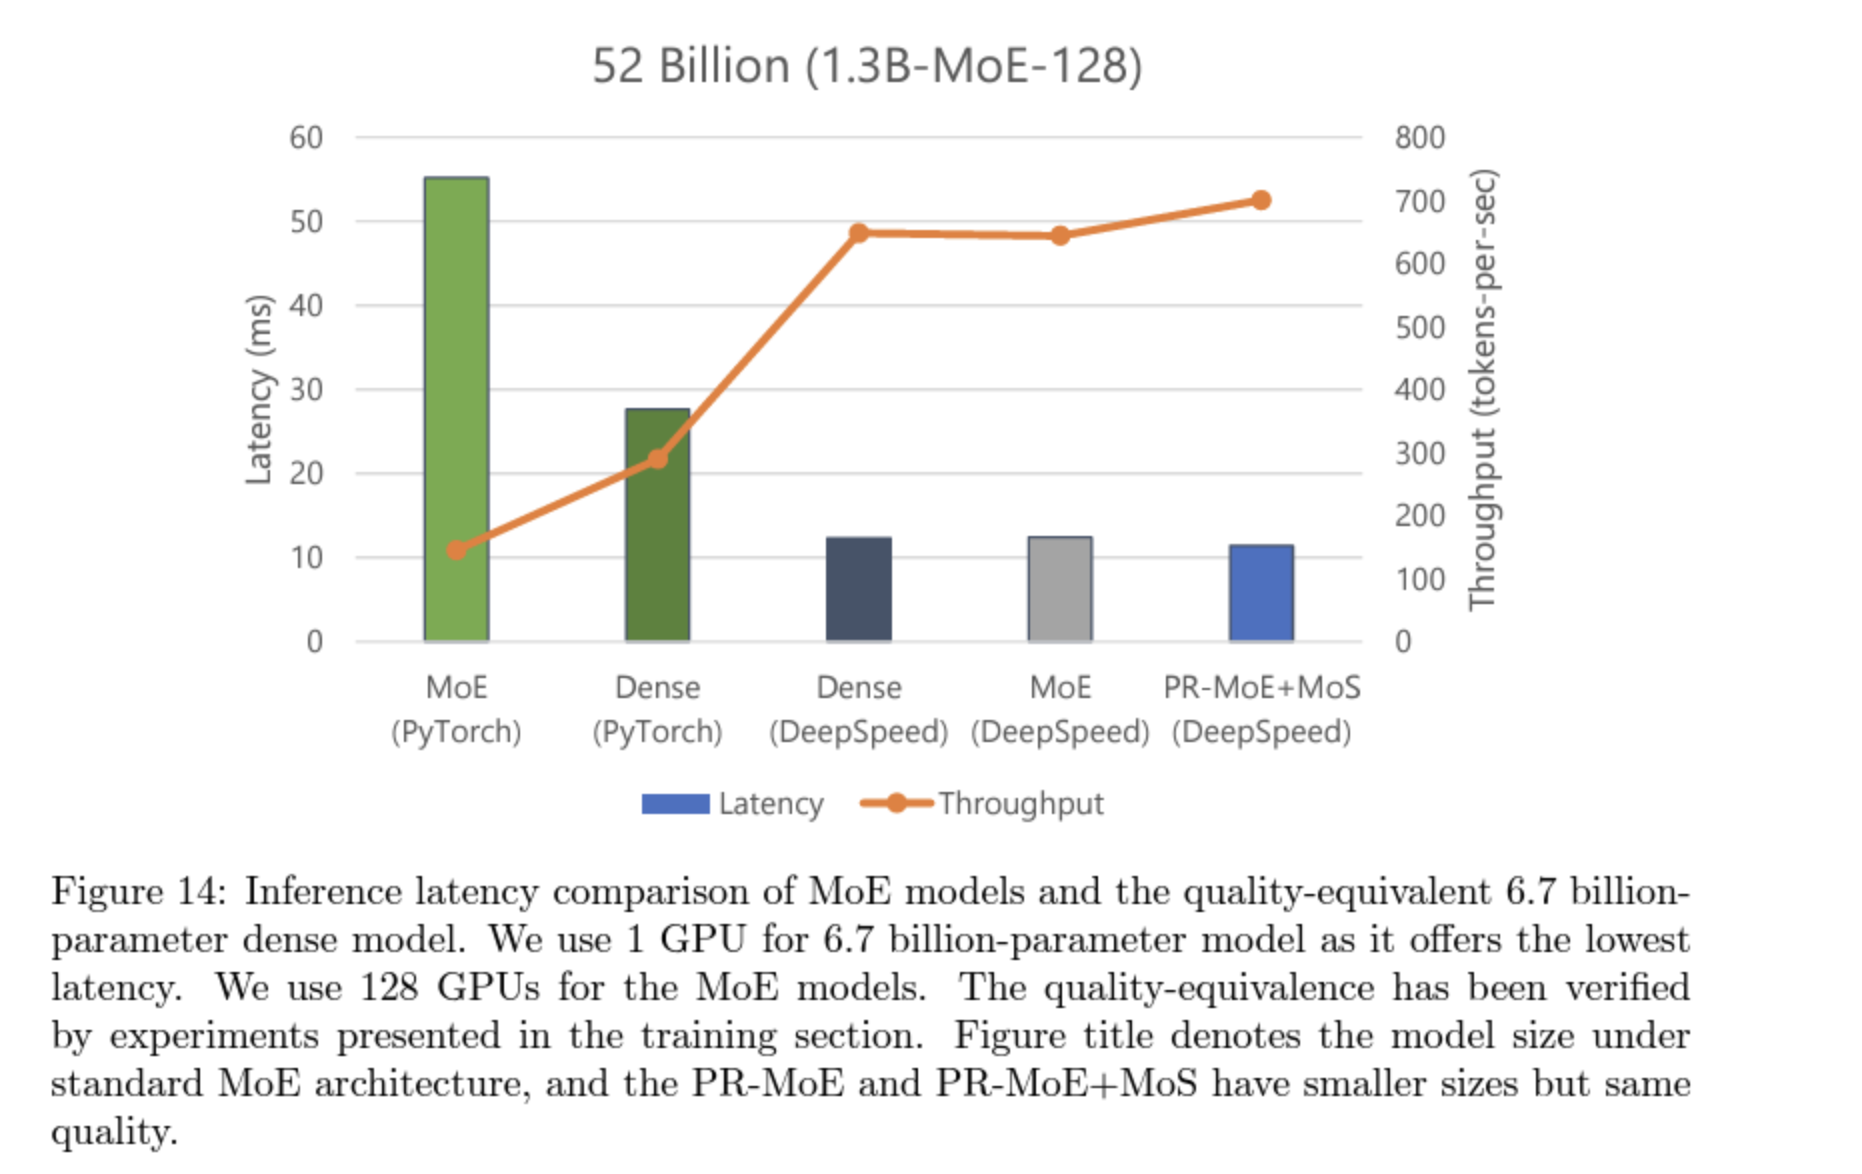 52 Billion (1.3B-MoE-128)
60
50
40
30
20
10
0
Latency (ms)
800
700
600
500
400
300
200
100
0
Throughput (tokens-per-sec)
MoE
(PyTorch)
Dense
(PyTorch)
Dense
(DeepSpeed)
MoE
(DeepSpeed)
PR-MoE+MoS
(DeepSpeed)
Latency
Throughput
Figure 14: Inference latency comparison of MoE models and the quality-equivalent 6.7 billion-
parameter dense model. We use 1 GPU for 6.7 billion-parameter model as it offers the lowest
latency. We use 128 GPUs for the MoE models. The quality-equivalence has been verified
by experiments presented in the training section. Figure title denotes the model size under
standard MoE architecture, and the PR-MoE and PR-MoE+MoS have smaller sizes but same
quality.